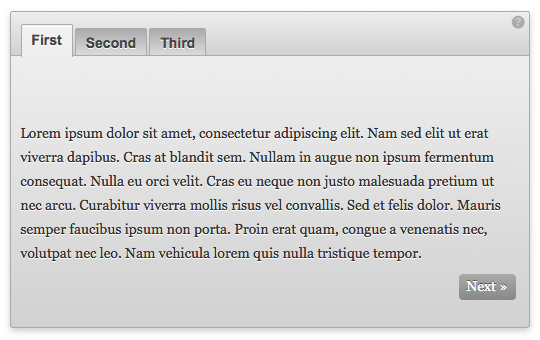 ?
First Second Third
Lorem ipsum dolor sit amet, consectetur adipiscing elit. Nam sed elit ut erat
viverra dapibus. Cras at blandit sem. Nullam in augue non ipsum fermentum
consequat. Nulla eu orci velit. Cras eu neque non justo malesuada pretium ut
nec arcu. Curabitur viverra mollis risus vel convallis. Sed et felis dolor. Mauris
semper faucibus ipsum non porta. Proin erat quam, congue a venenatis nec,
volutpat nec leo. Nam vehicula lorem quis nulla tristique tempor.
Next »